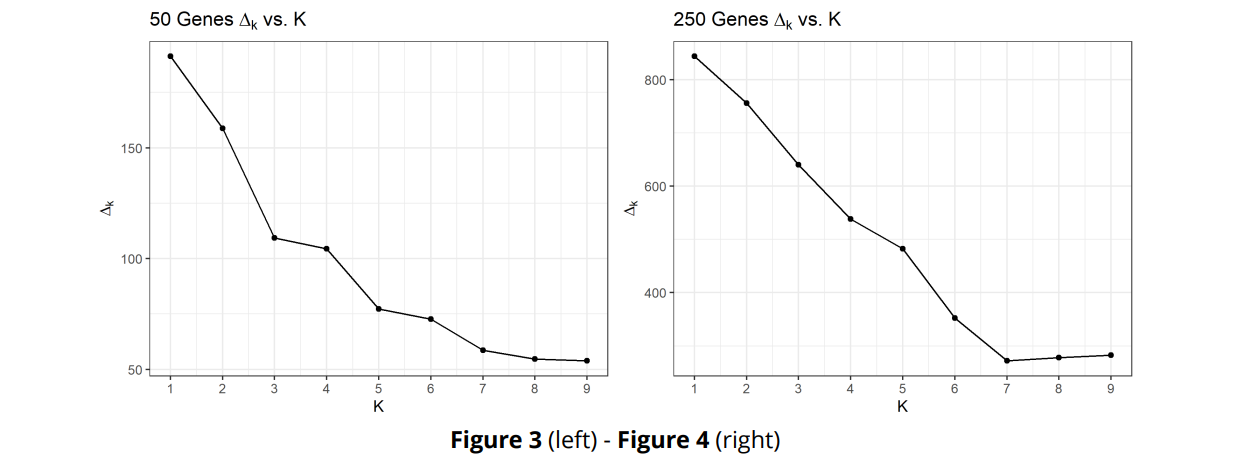 50 Genes Δk vs. K
150
100
50
Δk
1 2 3 4 5 6 7 8 9
K
250 Genes Δk vs. K
800
600
400
Δk
1 2 3 4 5 6 7 8 9
K
Figure 3 (left) - Figure 4 (right)